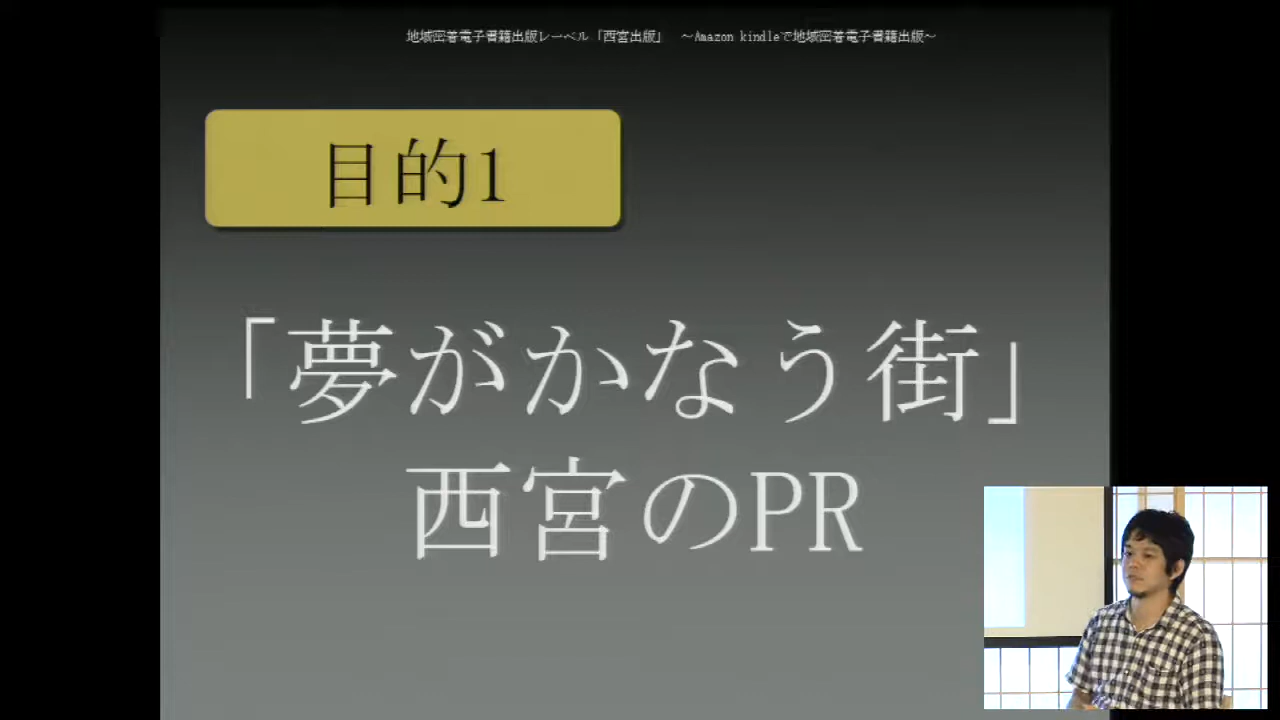 地域密着電子書籍出版レーベル「西宮出版」　～Amazon kindleで地域密着電子書籍出版～
目的1
「夢がかなう街」
西宮のPR